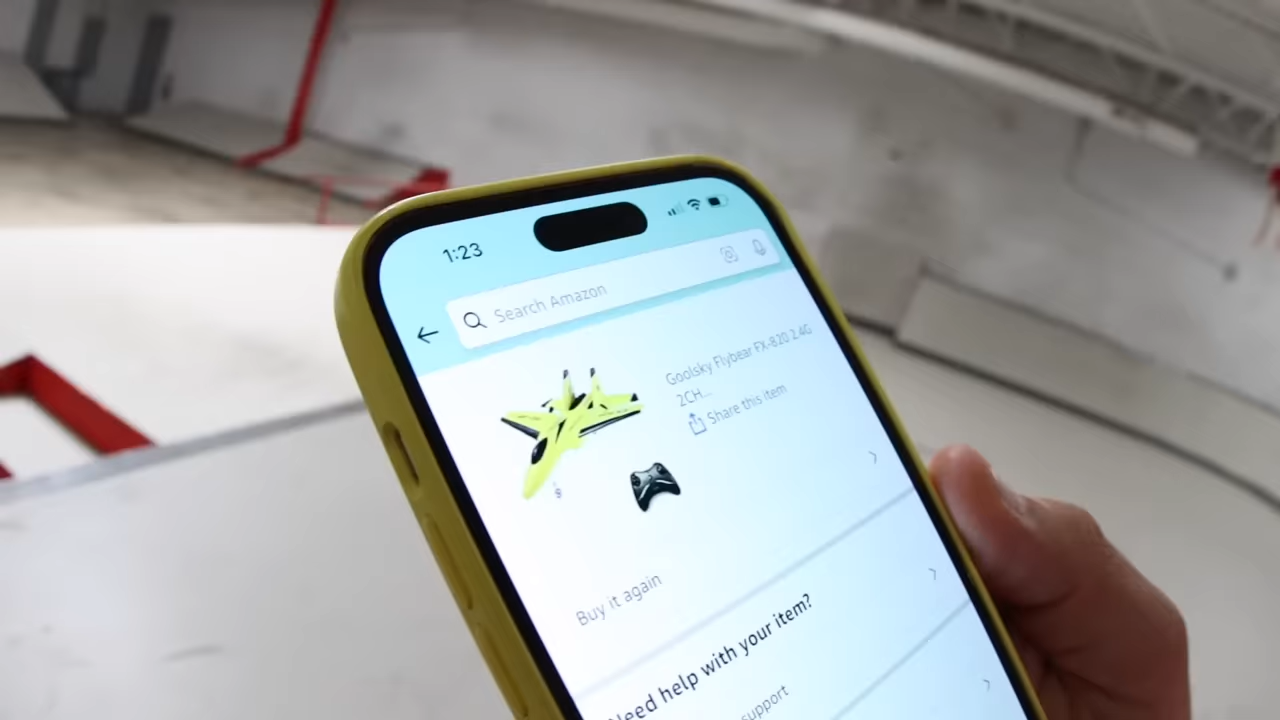 1:23
Search Amazon
Goolsky Flybear FX-820 2.4G
2CH...
Share this item
Buy it again
Need help with your item?
support